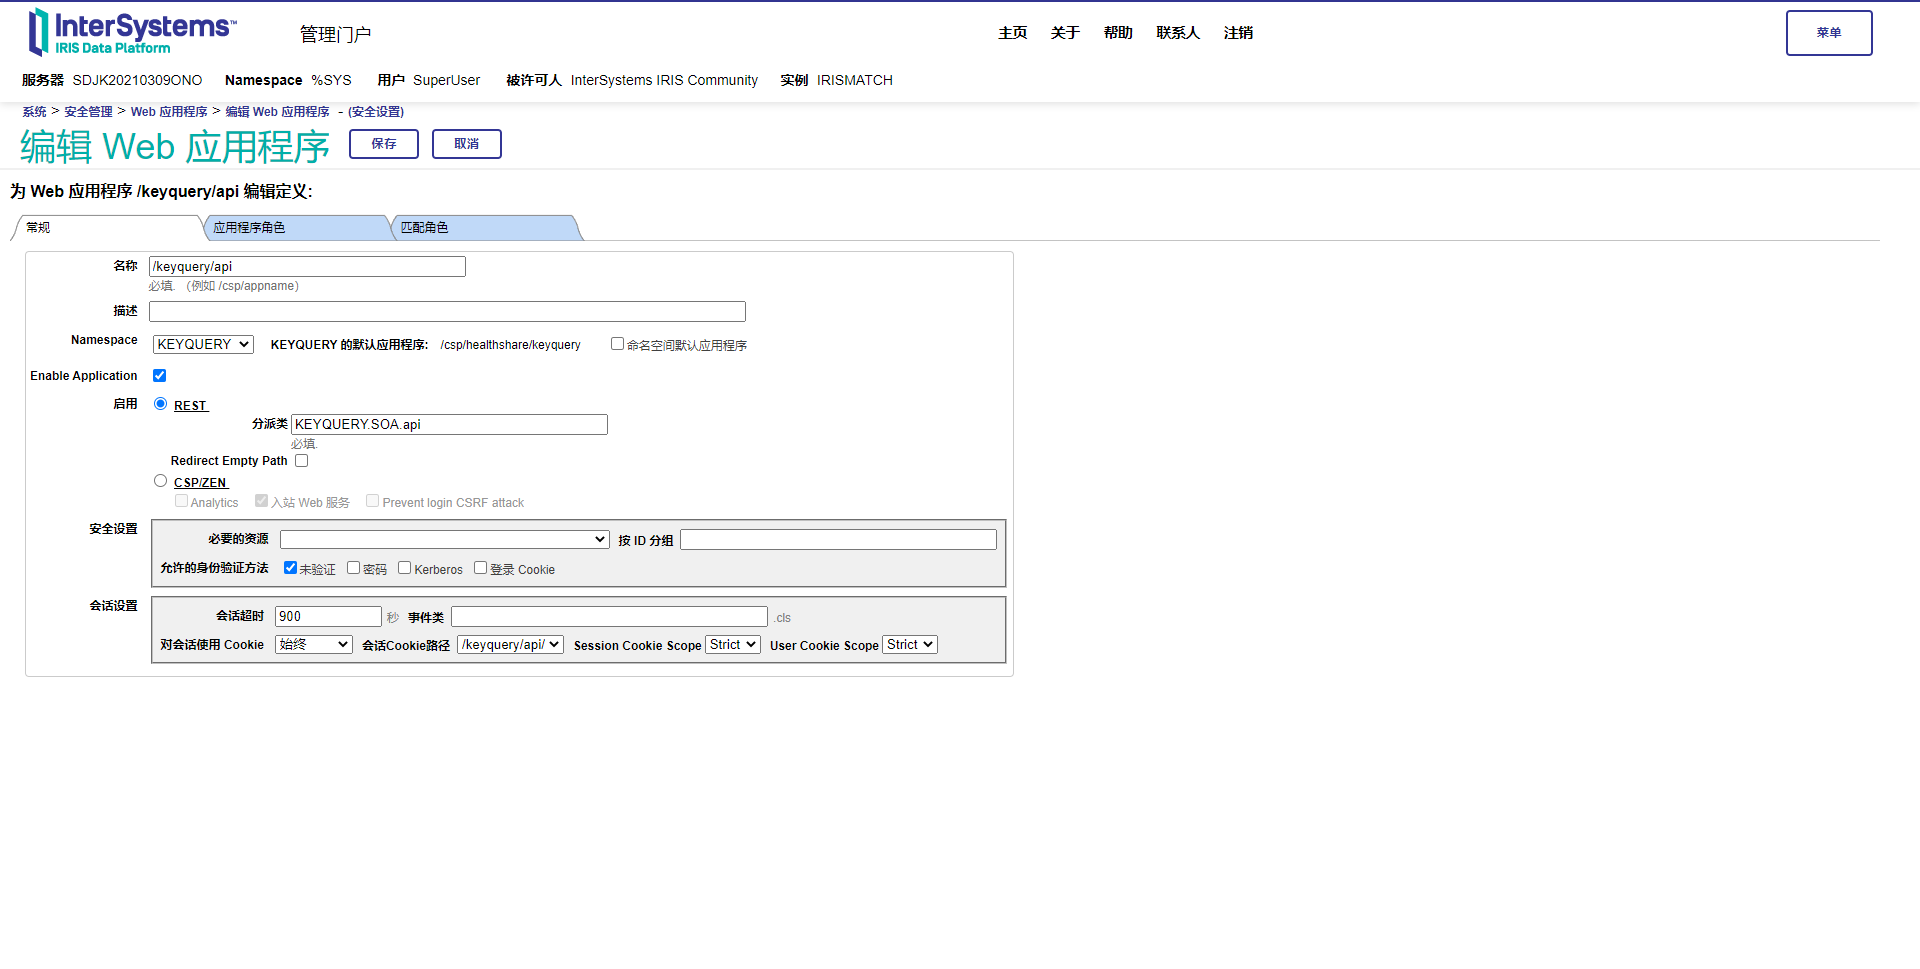 InterSystems™
IRIS Data Platform
管理门户
主页 关于 帮助 联系人 注销
菜单
服务器 SDJK20210309ONO Namespace %SYS 用户 SuperUser 被许可人 InterSystems IRIS Community 实例 IRISMATCH
系统 > 安全管理 > Web 应用程序 > 编辑 Web 应用程序 - (安全设置)
编辑 Web 应用程序 保存 取消
为 Web 应用程序 /keyquery/api 编辑定义:
常规 应用程序角色 匹配角色
名称 /keyquery/api
必填. （例如 /csp/appname）
描述
Namespace KEYQUERY KEYQUERY 的默认应用程序: /csp/healthshare/keyquery 命名空间默认应用程序
Enable Application
启用 REST
分派类 KEYQUERY.SOA.api
必填.
Redirect Empty Path
CSP/ZEN
Analytics 入站 Web 服务 Prevent login CSRF attack
安全设置
必要的资源 按 ID 分组
允许的身份验证方法 未验证 密码 Kerberos 登录 Cookie
会话设置
会话超时 900 秒 事件类 .cls
对会话使用 Cookie 始终 会话Cookie路径 /keyquery/api/ Session Cookie Scope Strict User Cookie Scope Strict